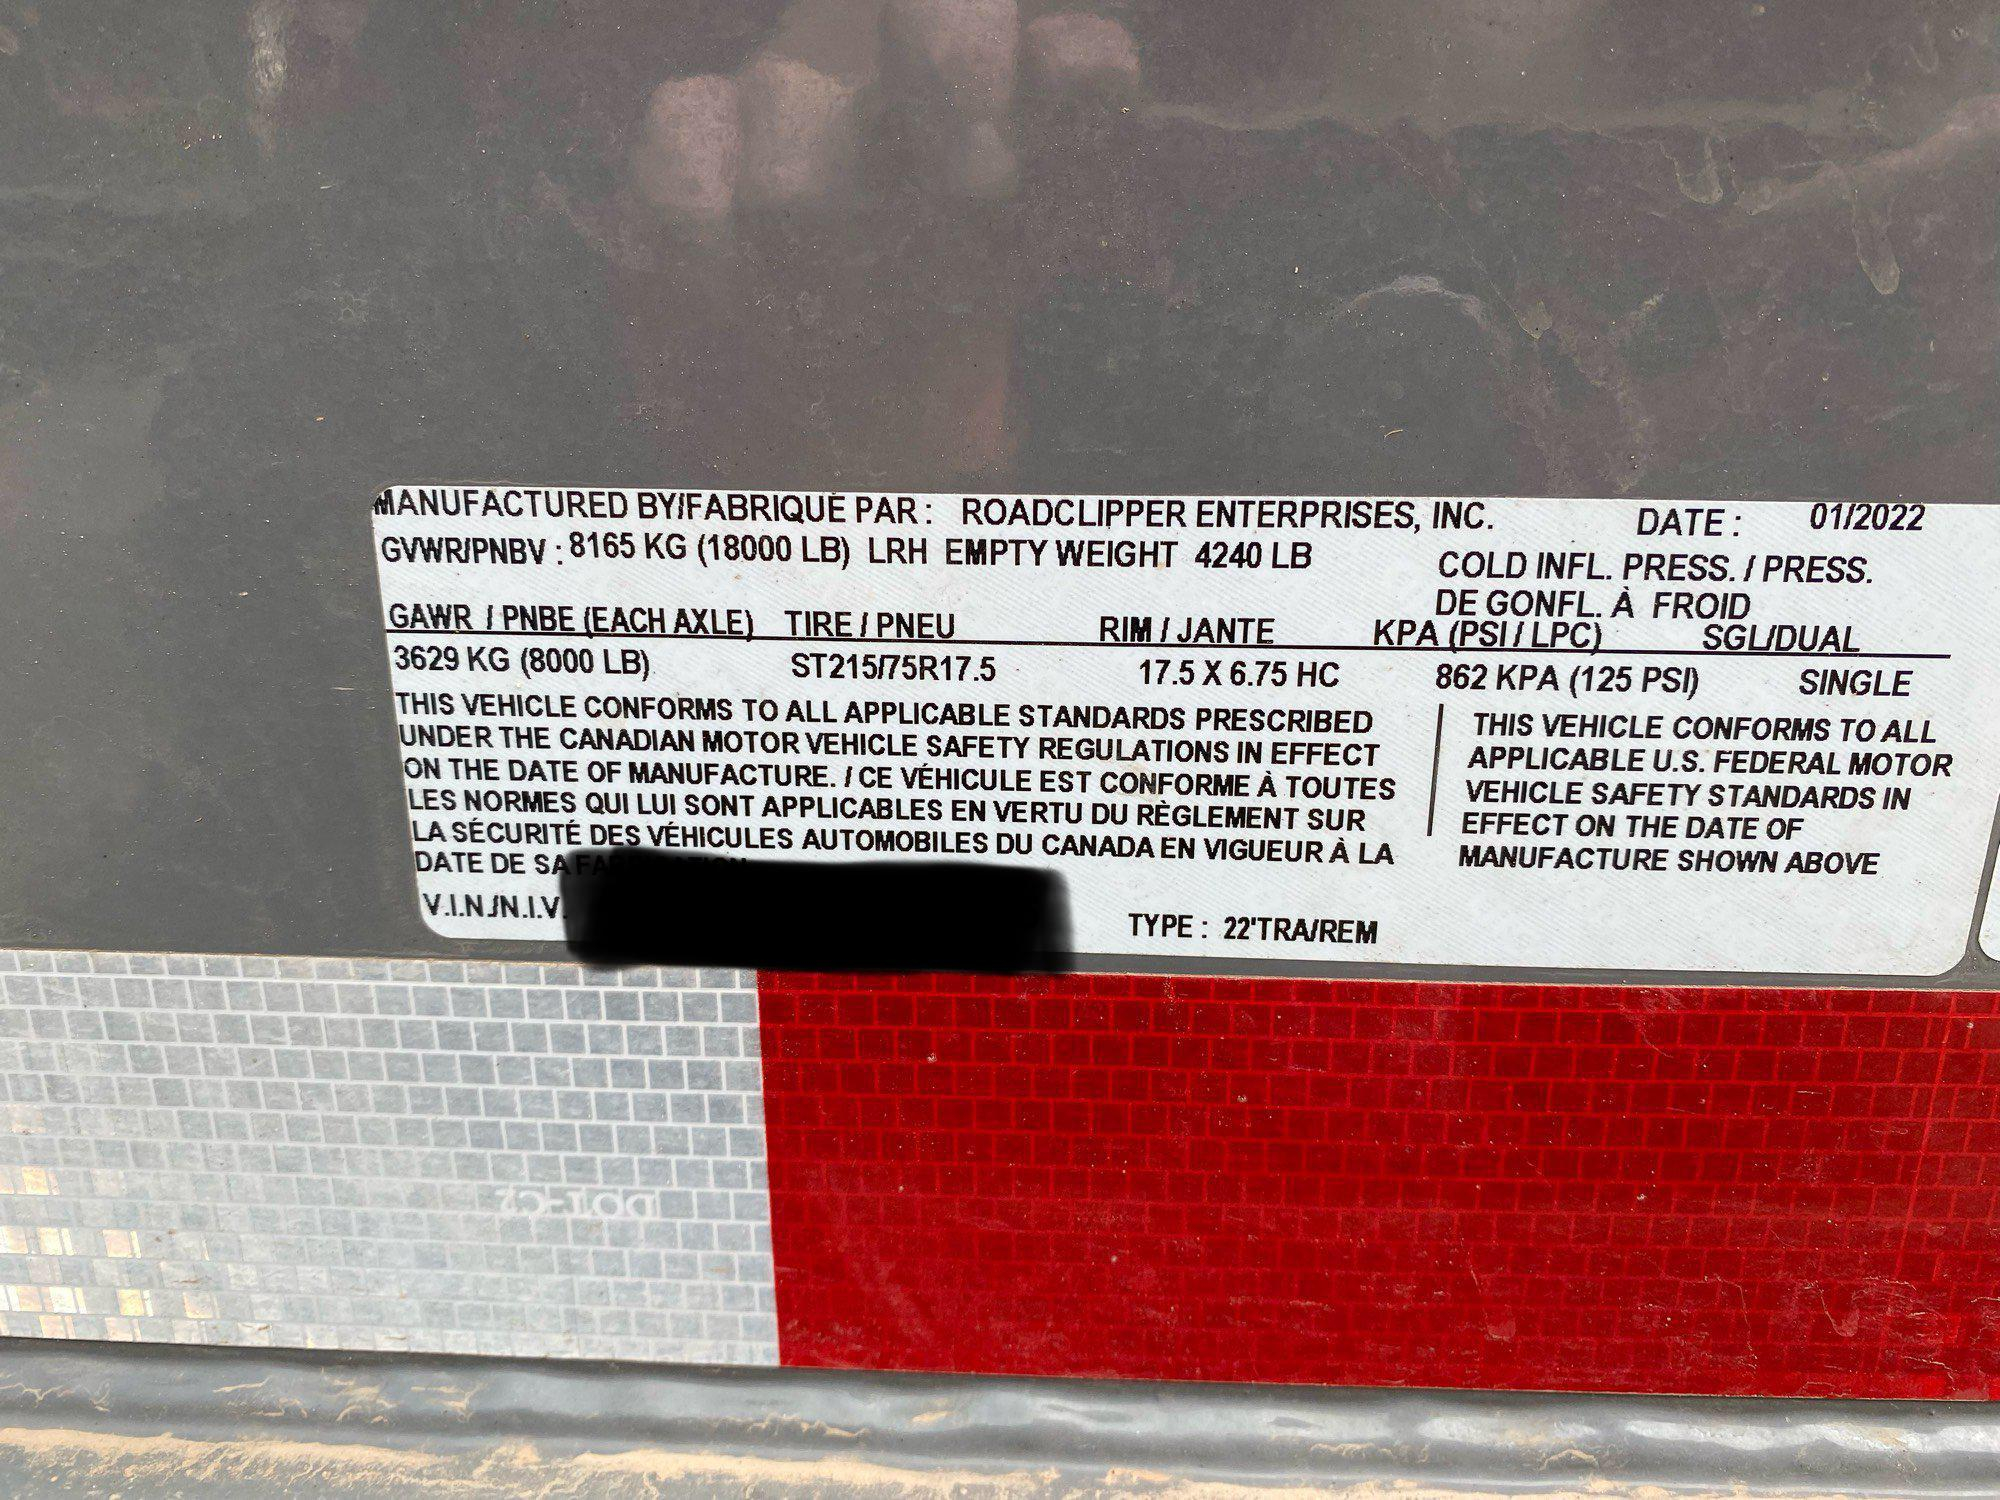 MANUFACTURED BY/FABRIQUÉ PAR : ROADCLIPPER ENTERPRISES, INC. DATE : 01/2022
GVWR/PNBV : 8165 KG (18000 LB) LRH EMPTY WEIGHT 4240 LB
COLD INFL. PRESS. / PRESS.
DE GONFL. À FROID
GAWR / PNBE (EACH AXLE) TIRE / PNEU RIM / JANTE KPA (PSI / LPC) SGL/DUAL
3629 KG (8000 LB) ST215/75R17.5 17.5 X 6.75 HC 862 KPA (125 PSI) SINGLE
THIS VEHICLE CONFORMS TO ALL APPLICABLE STANDARDS PRESCRIBED
UNDER THE CANADIAN MOTOR VEHICLE SAFETY REGULATIONS IN EFFECT
ON THE DATE OF MANUFACTURE. / CE VÉHICULE EST CONFORME À TOUTES
LES NORMES QUI LUI SONT APPLICABLES EN VERTU DU RÈGLEMENT SUR
LA SÉCURITÉ DES VÉHICULES AUTOMOBILES DU CANADA EN VIGUEUR À LA
DATE DE SA
THIS VEHICLE CONFORMS TO ALL
APPLICABLE U.S. FEDERAL MOTOR
VEHICLE SAFETY STANDARDS IN
EFFECT ON THE DATE OF
MANUFACTURE SHOWN ABOVE
V.I.N./N.I.V. TYPE : 22'TRA/REM
DOT-C2